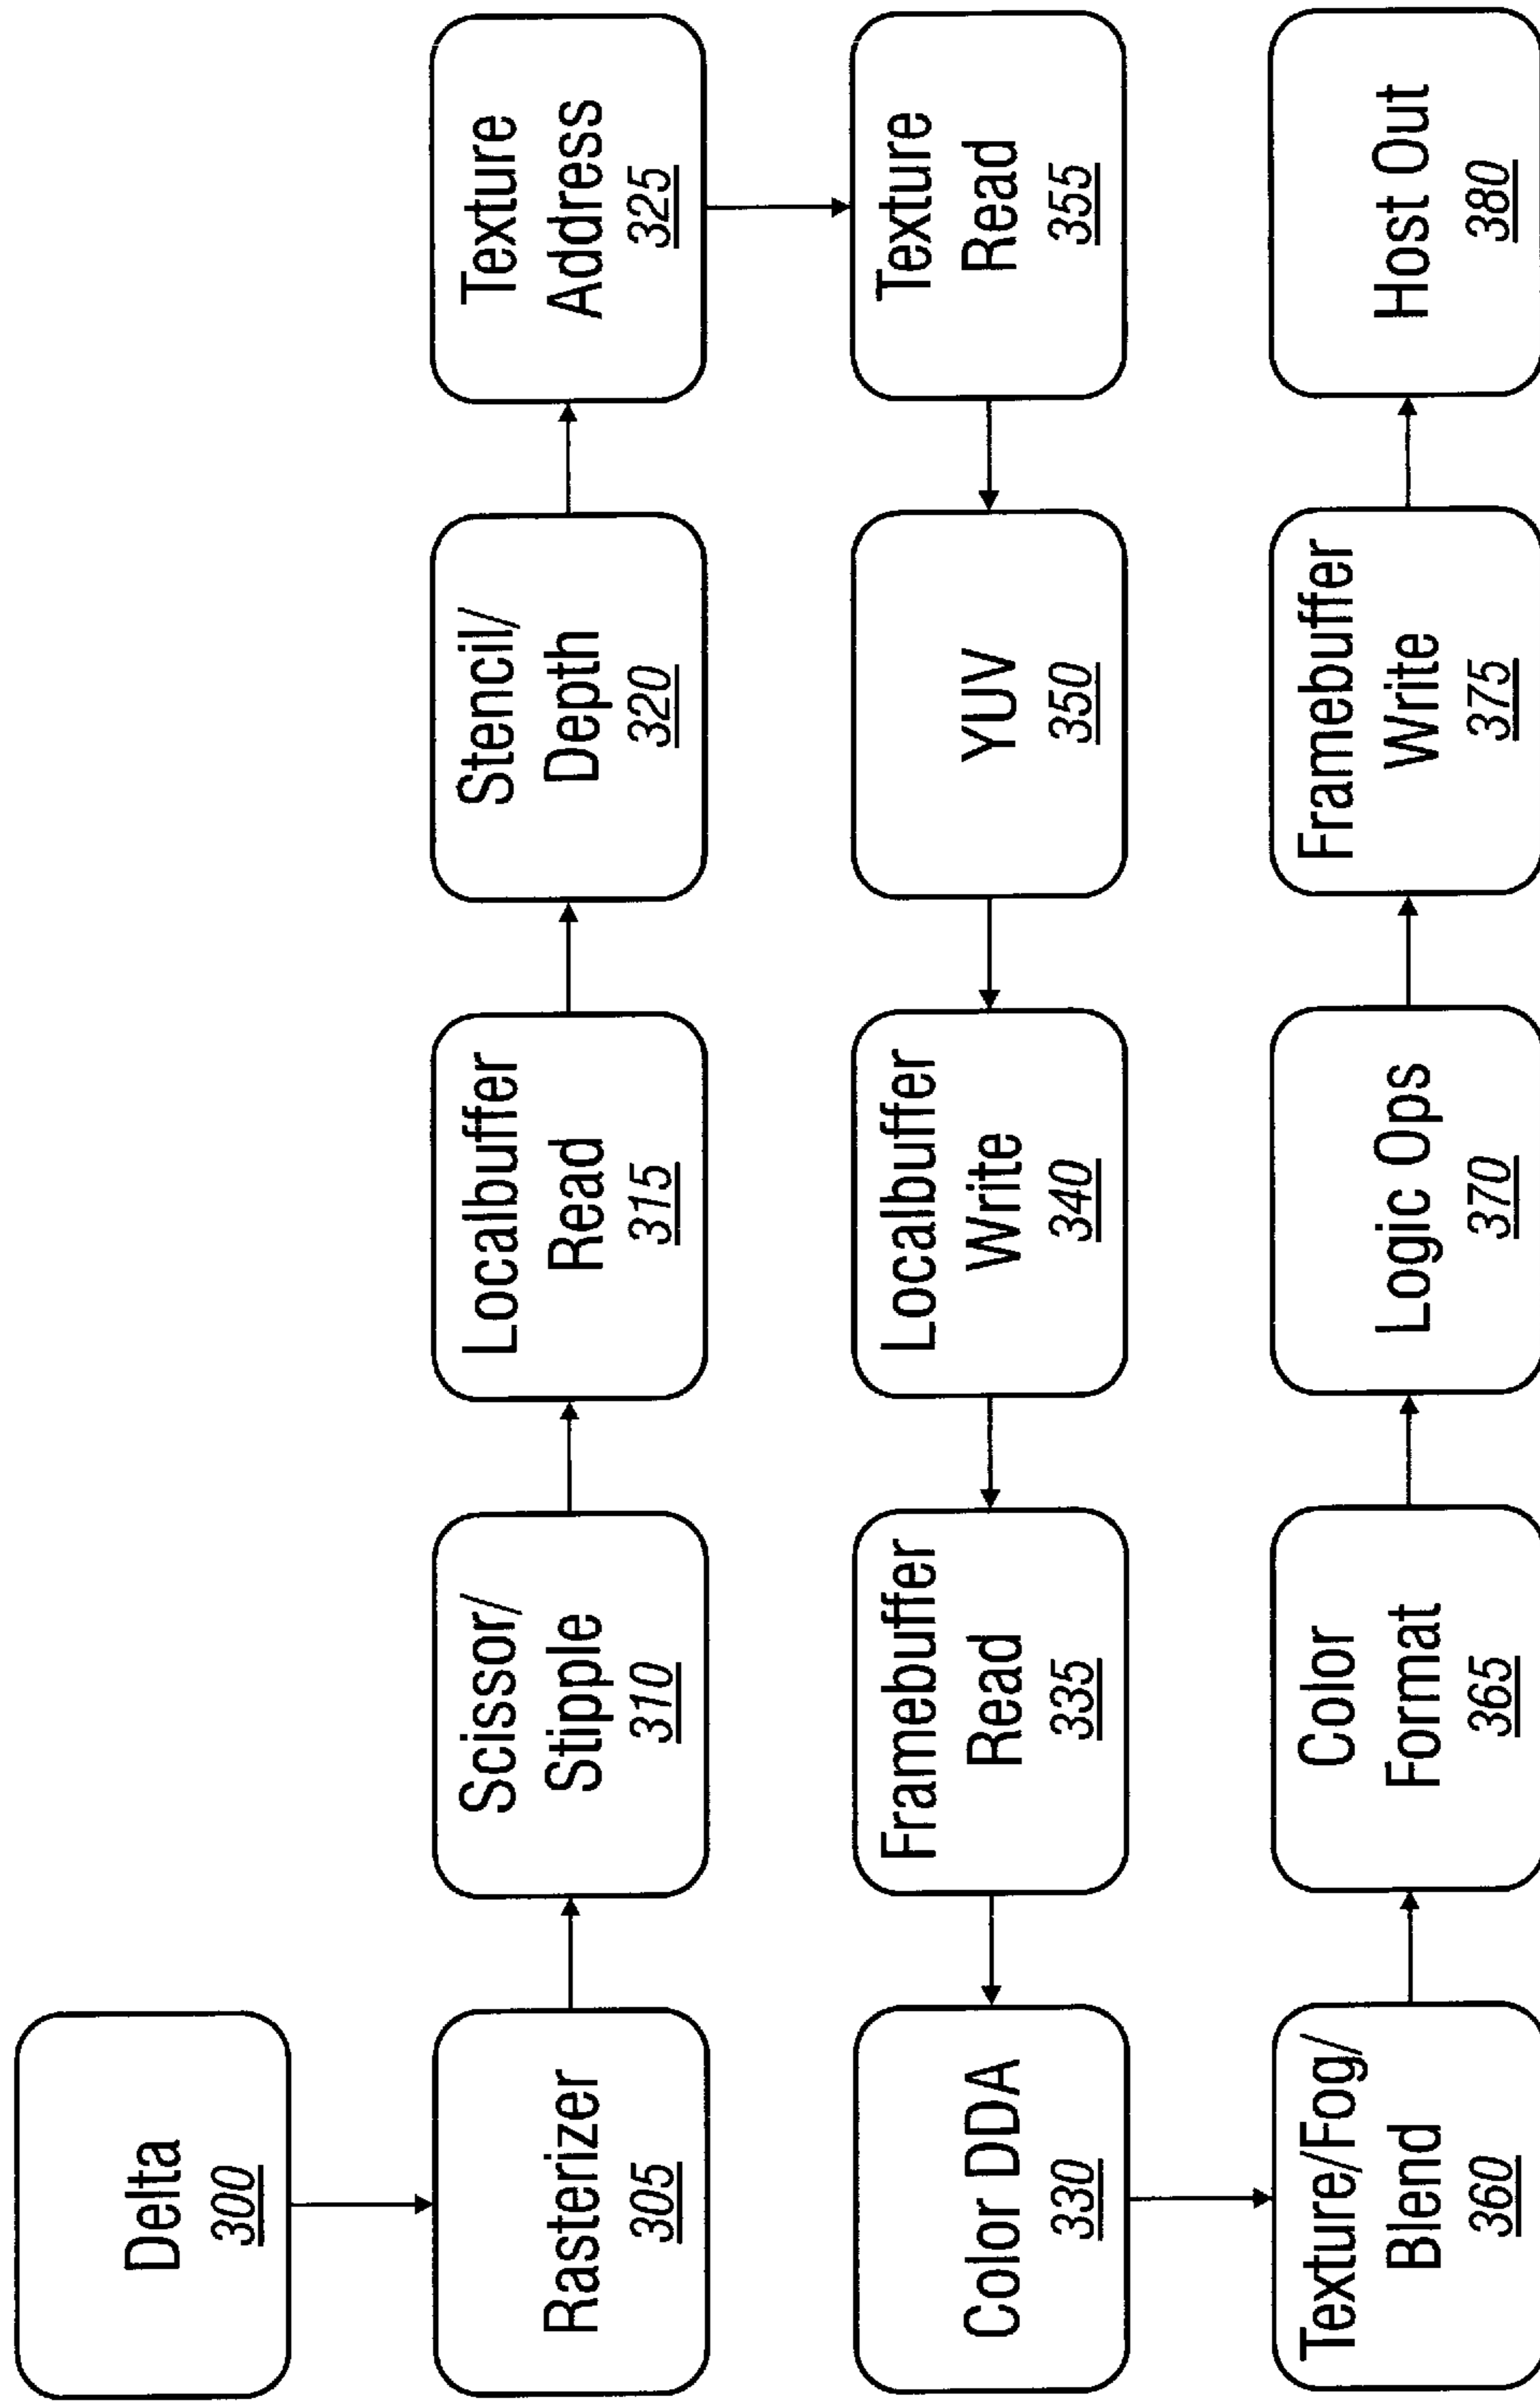 Delta
300
Rasterizer
305
Scissor/
Stipple
310
Localbuffer
Read
315
Stencil/
Depth
320
Texture
Address
325
Texture
Read
355
YUV
350
Localbuffer
Write
340
Framebuffer
Read
335
Color DDA
330
Texture/Fog/
Blend
360
Color
Format
365
Logic Ops
370
Framebuffer
Write
375
Host Out
380